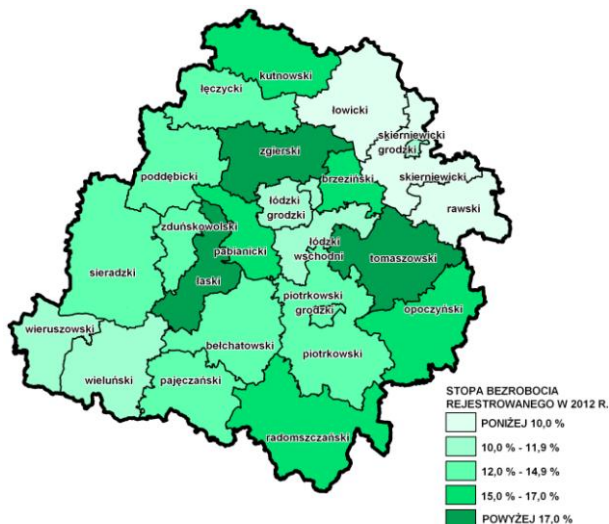 kutnowski
łęczycki
łowicki
skierniewicki
grodzki
zgierski
poddębicki
brzeziński
skierniewicki
łódzki
grodzki
rawski
zduńskowolski
łódzki
wschodni
pabianicki
tomaszowski
sieradzki
łaski
piotrkowski
grodzki
opoczyński
wieruszowski
bełchatowski
piotrkowski
wieluński
pajęczański
radomszczański
STOPA BEZROBOCIA
REJESTROWANEGO W 2012 R.
PONIŻEJ 10,0 %
10,0 % - 11,9 %
12,0 % - 14,9 %
15,0 % - 17,0 %
POWYŻEJ 17,0 %